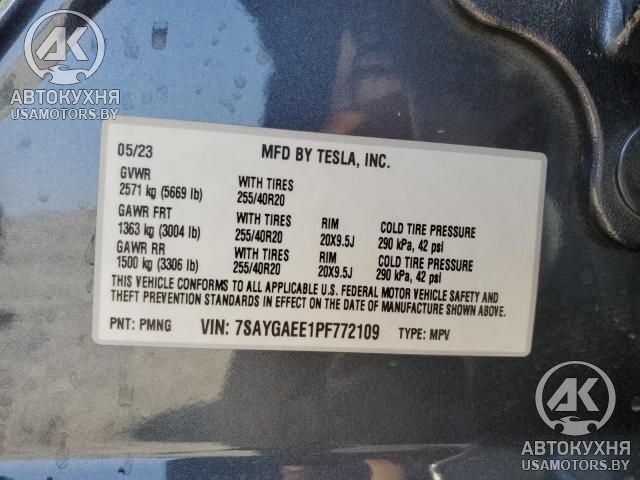 AK
АВТОКУХНЯ
USAMOTORS.BY
05/23 MFD BY TESLA, INC.
GVWR
2571 kg (5669 lb) WITH TIRES 255/40R20
GAWR FRT
1363 kg (3004 lb) WITH TIRES 255/40R20 RIM 20X9.5J COLD TIRE PRESSURE 290 kPa, 42 psi
GAWR RR
1500 kg (3306 lb) WITH TIRES 255/40R20 RIM 20X9.5J COLD TIRE PRESSURE 290 kPa, 42 psi
THIS VEHICLE CONFORMS TO ALL APPLICABLE U.S. FEDERAL MOTOR VEHICLE SAFETY AND
THEFT PREVENTION STANDARDS IN EFFECT ON THE DATE OF MANUFACTURE SHOWN ABOVE.
PNT: PMNG VIN: 7SAYGAEE1PF772109 TYPE: MPV
AK
АВТОКУХНЯ
USAMOTORS.BY